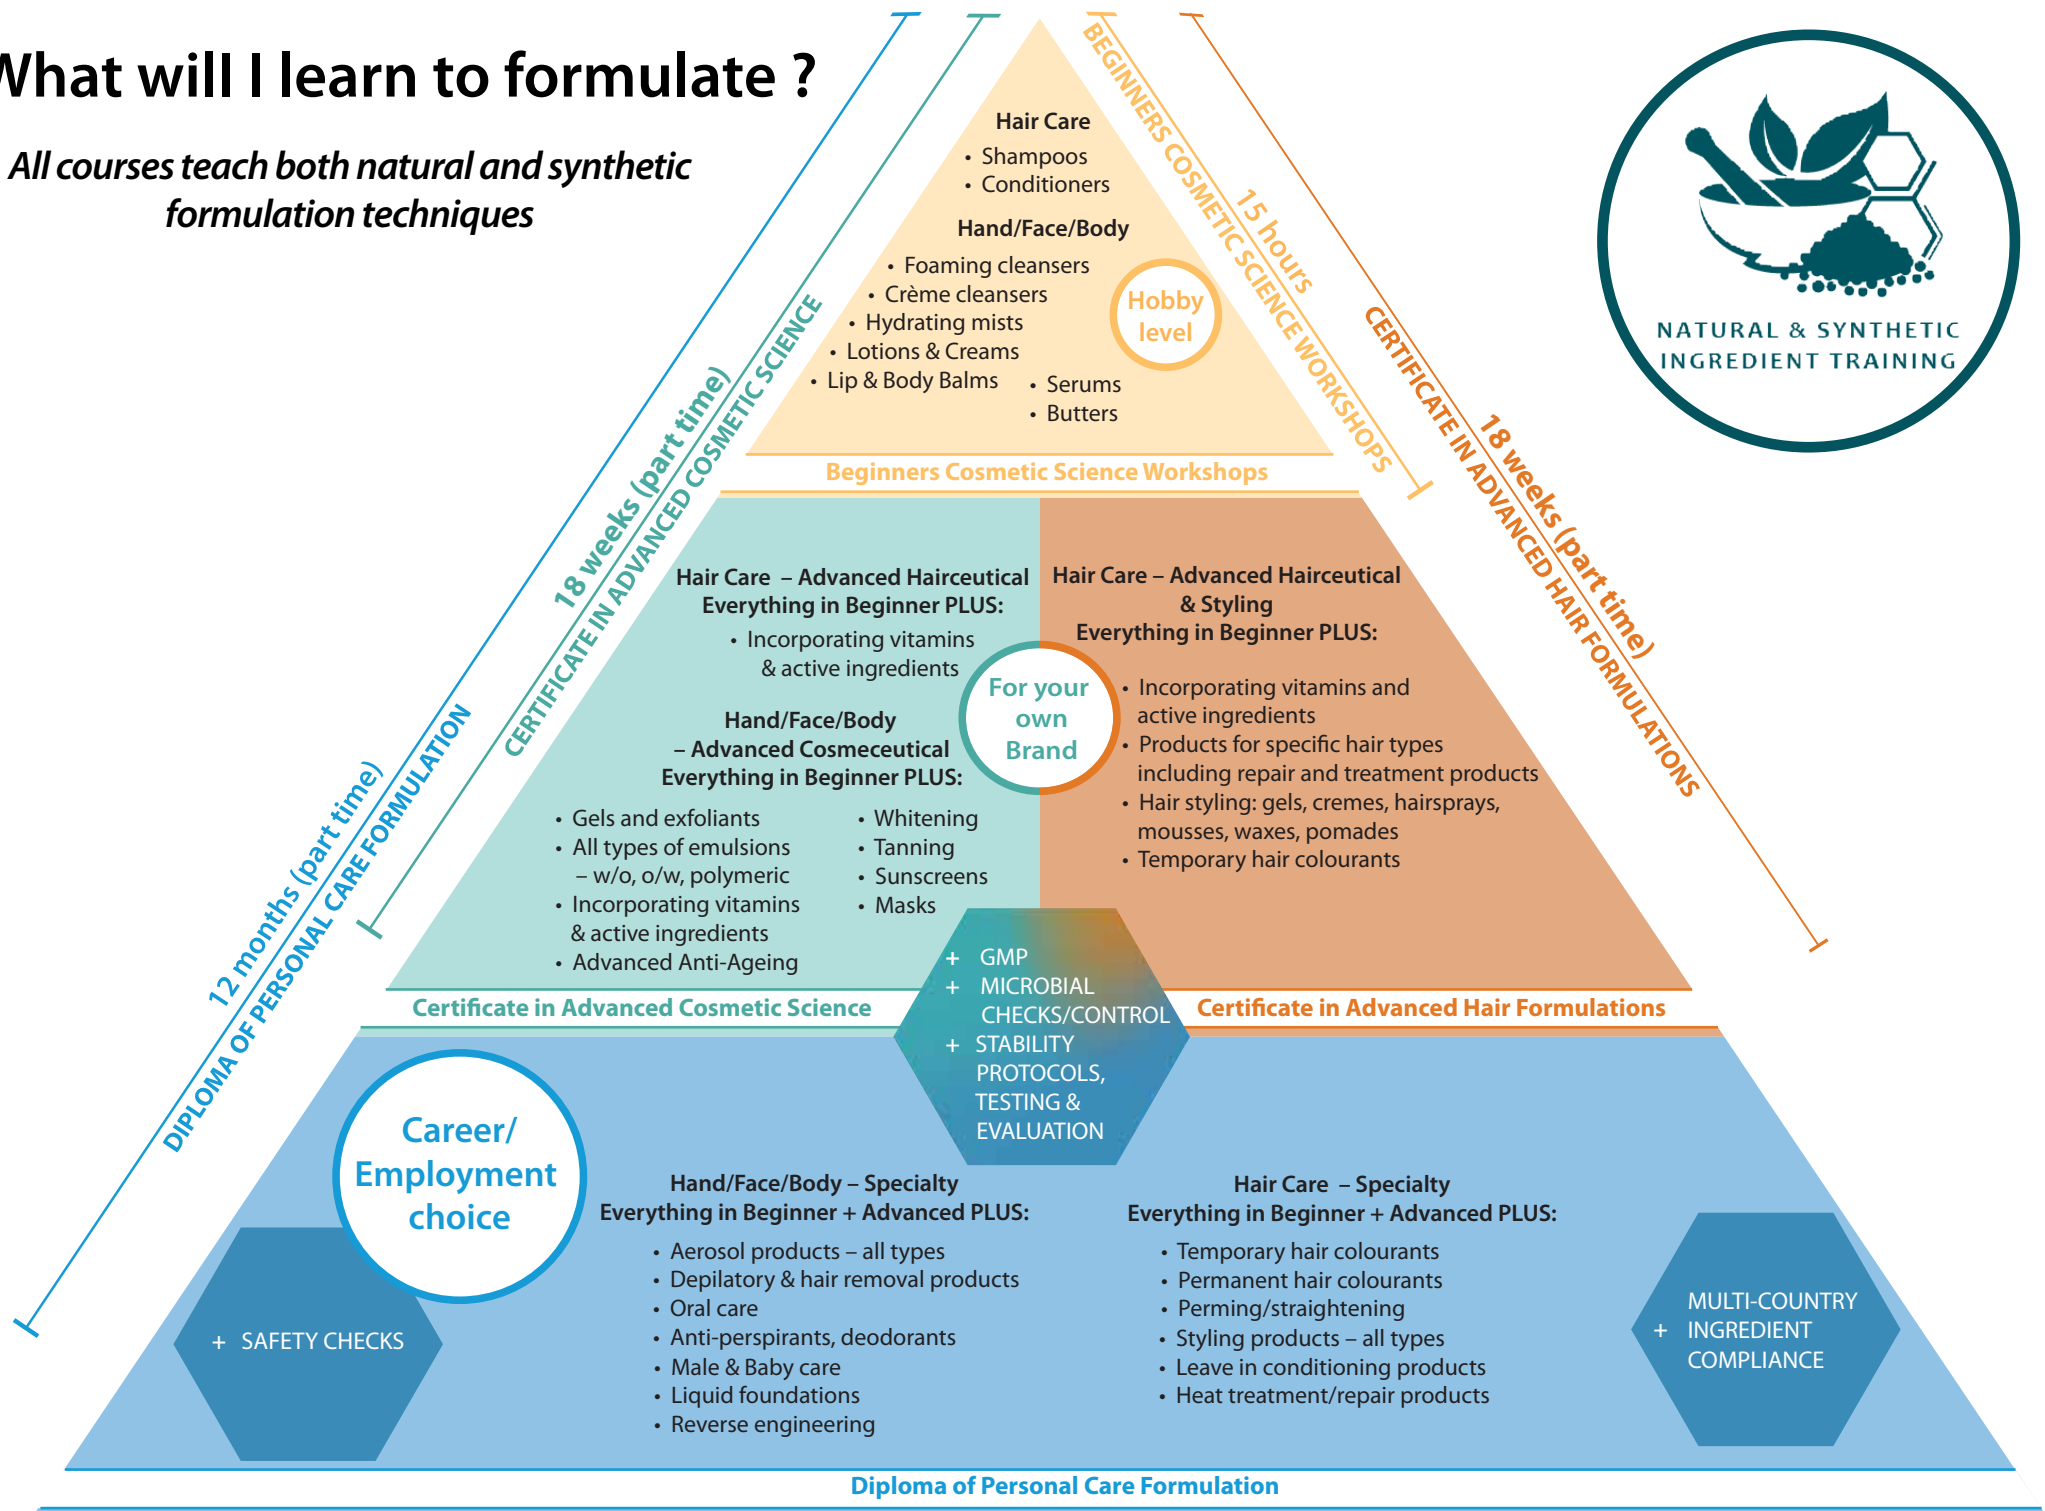 What will I learn to formulate ?
All courses teach both natural and synthetic
formulation techniques
NATURAL & SYNTHETIC
INGREDIENT TRAINING
12 months (part time)
DIPLOMA OF PERSONAL CARE FORMULATION
18 weeks (part time)
CERTIFICATE IN ADVANCED COSMETIC SCIENCE
BEGINNERS COSMETIC SCIENCE WORKSHOPS
15 hours
CERTIFICATE IN ADVANCED HAIR FORMULATIONS
18 weeks (part time)
Hair Care
• Shampoos
• Conditioners
Hand/Face/Body
• Foaming cleansers
• Crème cleansers
• Hydrating mists
• Lotions & Creams
• Lip & Body Balms
• Serums
• Butters
Hobby
level
Beginners Cosmetic Science Workshops
Hair Care – Advanced Hairceutical
Everything in Beginner PLUS:
• Incorporating vitamins
& active ingredients
Hand/Face/Body
– Advanced Cosmeceutical
Everything in Beginner PLUS:
• Gels and exfoliants
• All types of emulsions
– w/o, o/w, polymeric
• Incorporating vitamins
& active ingredients
• Advanced Anti-Ageing
• Whitening
• Tanning
• Sunscreens
• Masks
For your
own
Brand
Hair Care – Advanced Hairceutical
& Styling
Everything in Beginner PLUS:
• Incorporating vitamins and
active ingredients
• Products for specific hair types
including repair and treatment products
• Hair styling: gels, cremes, hairsprays,
mousses, waxes, pomades
• Temporary hair colourants
Certificate in Advanced Cosmetic Science
Certificate in Advanced Hair Formulations
+ GMP
+ MICROBIAL
CHECKS/CONTROL
+ STABILITY
PROTOCOLS,
TESTING &
EVALUATION
Career/
Employment
choice
+ SAFETY CHECKS
Hand/Face/Body – Specialty
Everything in Beginner + Advanced PLUS:
• Aerosol products – all types
• Depilatory & hair removal products
• Oral care
• Anti-perspirants, deodorants
• Male & Baby care
• Liquid foundations
• Reverse engineering
Hair Care – Specialty
Everything in Beginner + Advanced PLUS:
• Temporary hair colourants
• Permanent hair colourants
• Perming/straightening
• Styling products – all types
• Leave in conditioning products
• Heat treatment/repair products
MULTI-COUNTRY
+ INGREDIENT
COMPLIANCE
Diploma of Personal Care Formulation